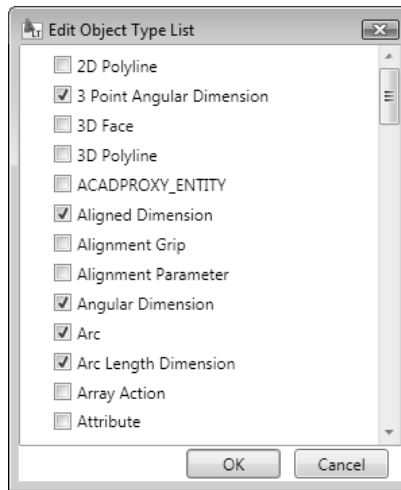 LT Edit Object Type List
2D Polyline
3 Point Angular Dimension
3D Face
3D Polyline
ACADPROXY_ENTITY
Aligned Dimension
Alignment Grip
Alignment Parameter
Angular Dimension
Arc
Arc Length Dimension
Array Action
Attribute
OK Cancel